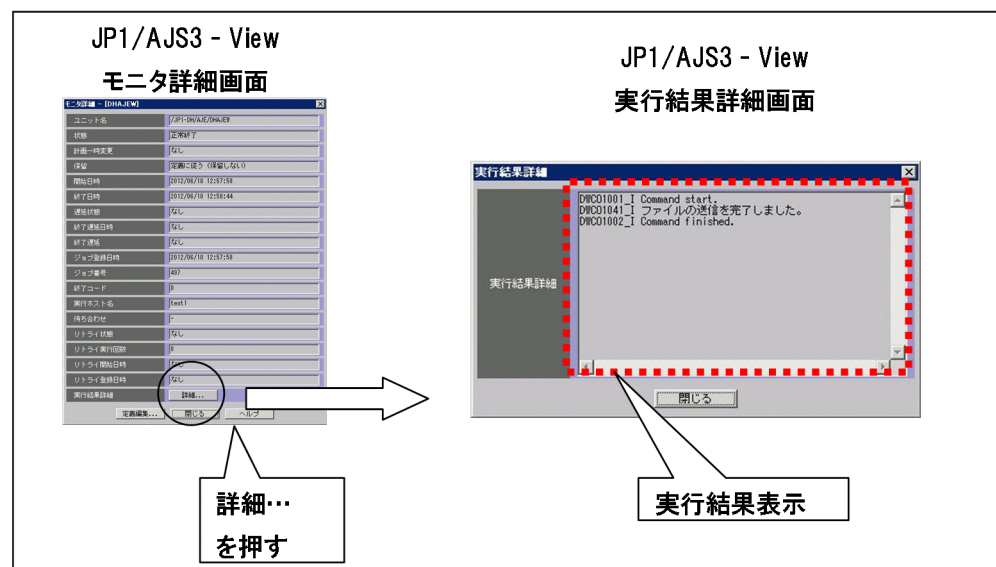 JP1/AJS3 - View
モニタ詳細画面
モニタ詳細 - [DHAJEW]
ユニット名 /JP1-DH/AJE/DHAJEW
状態 正常終了
計画一時変更 なし
保留 定義に従う（保留しない）
開始日時 2012/06/18 12:57:58
終了日時 2012/06/18 12:58:44
遅延状態 なし
終了遅延日時 なし
終了遅延 なし
ジョブ登録日時 2012/06/18 12:57:58
ジョブ番号 497
終了コード 0
実行ホスト名 test1
待ち合わせ -
リトライ状態 なし
リトライ実行回数 0
リトライ開始日時 なし
リトライ登録日時 なし
実行結果詳細 詳細...
定義編集... 閉じる ヘルプ
詳細…
を押す
JP1/AJS3 - View
実行結果詳細画面
実行結果詳細
実行結果詳細
DWC01001_I Command start.
DWC01041_I ファイルの送信を完了しました。
DWC01002_I Command finished.
閉じる
実行結果表示